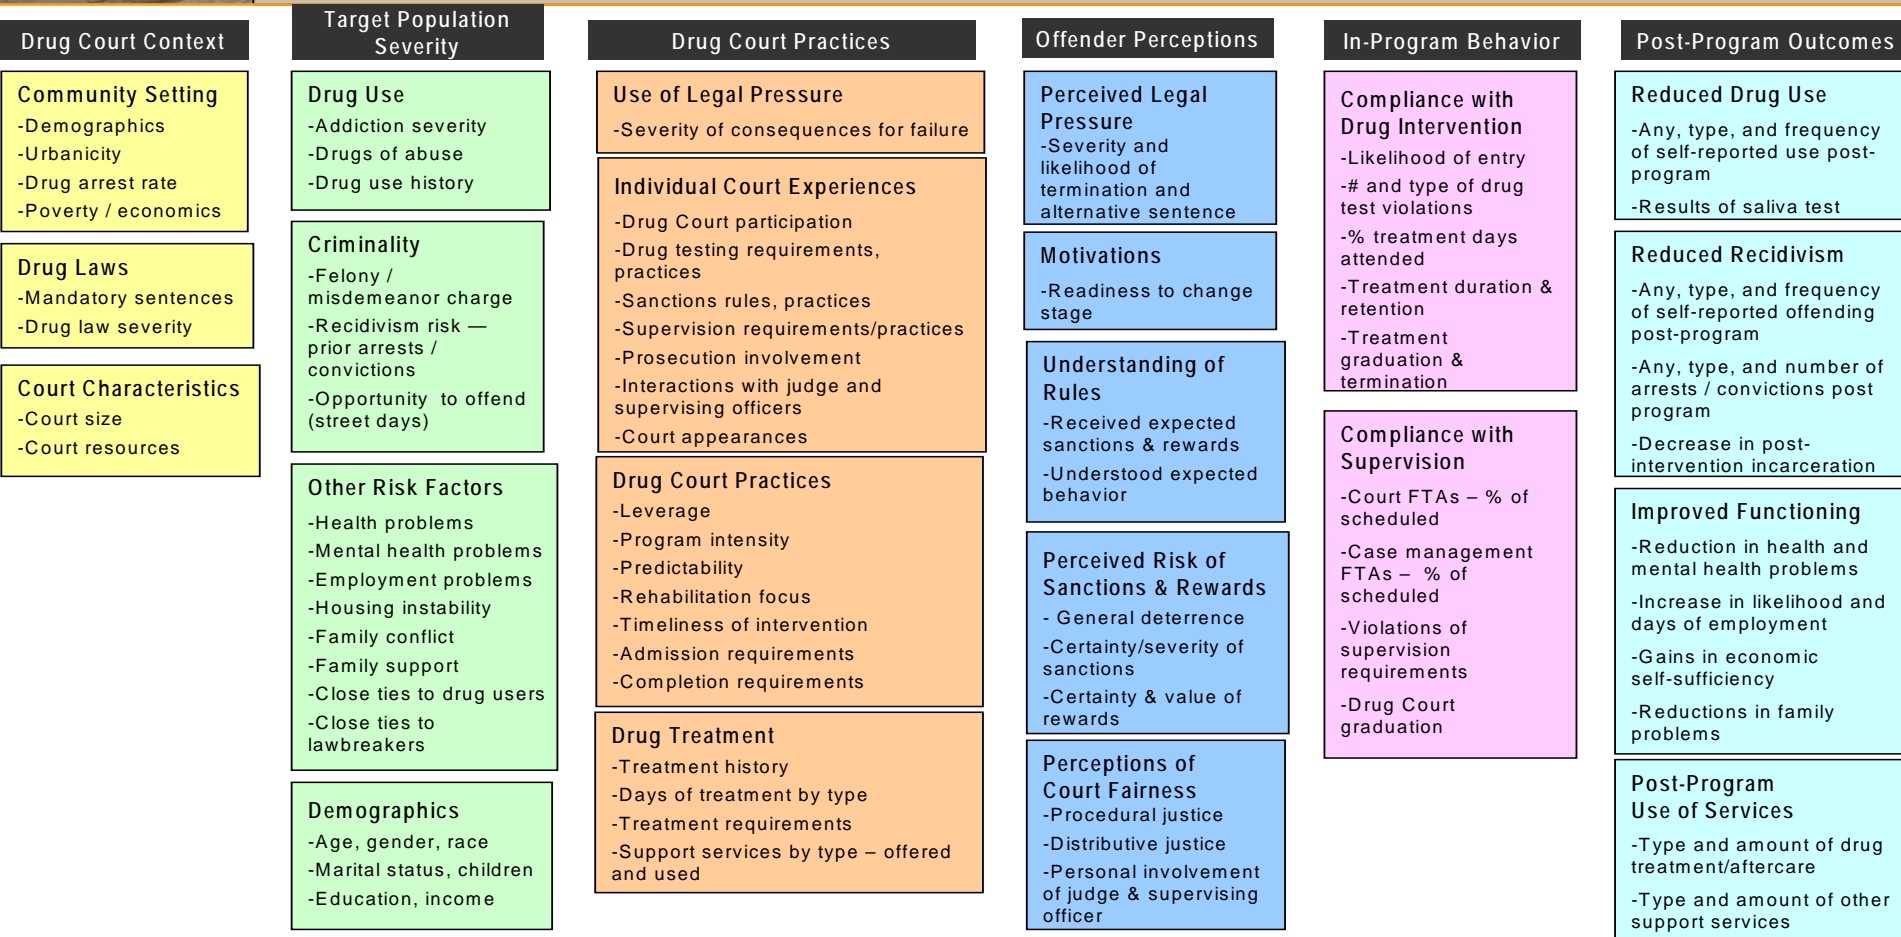 Drug Court Context
Community Setting
-Demographics
-Urbanicity
-Drug arrest rate
-Poverty / economics
Drug Laws
-Mandatory sentences
-Drug law severity
Court Characteristics
-Court size
-Court resources
Target Population
Severity
Drug Use
-Addiction severity
-Drugs of abuse
-Drug use history
Criminality
-Felony /
misdemeanor charge
-Recidivism risk —
prior arrests /
convictions
-Opportunity to offend
(street days)
Other Risk Factors
-Health problems
-Mental health problems
-Employment problems
-Housing instability
-Family conflict
-Family support
-Close ties to drug users
-Close ties to
lawbreakers
Demographics
-Age, gender, race
-Marital status, children
-Education, income
Drug Court Practices
Use of Legal Pressure
-Severity of consequences for failure
Individual Court Experiences
-Drug Court participation
-Drug testing requirements,
practices
-Sanctions rules, practices
-Supervision requirements/practices
-Prosecution involvement
-Interactions with judge and
supervising officers
-Court appearances
Drug Court Practices
-Leverage
-Program intensity
-Predictability
-Rehabilitation focus
-Timeliness of intervention
-Admission requirements
-Completion requirements
Drug Treatment
-Treatment history
-Days of treatment by type
-Treatment requirements
-Support services by type – offered
and used
Offender Perceptions
Perceived Legal
Pressure
-Severity and
likelihood of
termination and
alternative sentence
Motivations
-Readiness to change
stage
Understanding of
Rules
-Received expected
sanctions & rewards
-Understood expected
behavior
Perceived Risk of
Sanctions & Rewards
- General deterrence
-Certainty/severity of
sanctions
-Certainty & value of
rewards
Perceptions of
Court Fairness
-Procedural justice
-Distributive justice
-Personal involvement
of judge & supervising
officer
In-Program Behavior
Compliance with
Drug Intervention
-Likelihood of entry
-# and type of drug
test violations
-% treatment days
attended
-Treatment duration &
retention
-Treatment
graduation &
termination
Compliance with
Supervision
-Court FTAs – % of
scheduled
-Case management
FTAs – % of
scheduled
-Violations of
supervision
requirements
-Drug Court
graduation
Post-Program Outcomes
Reduced Drug Use
-Any, type, and frequency
of self-reported use post-
program
-Results of saliva test
Reduced Recidivism
-Any, type, and frequency
of self-reported offending
post-program
-Any, type, and number of
arrests / convictions post
program
-Decrease in post-
intervention incarceration
Improved Functioning
-Reduction in health and
mental health problems
-Increase in likelihood and
days of employment
-Gains in economic
self-sufficiency
-Reductions in family
problems
Post-Program
Use of Services
-Type and amount of drug
treatment/aftercare
-Type and amount of other
support services